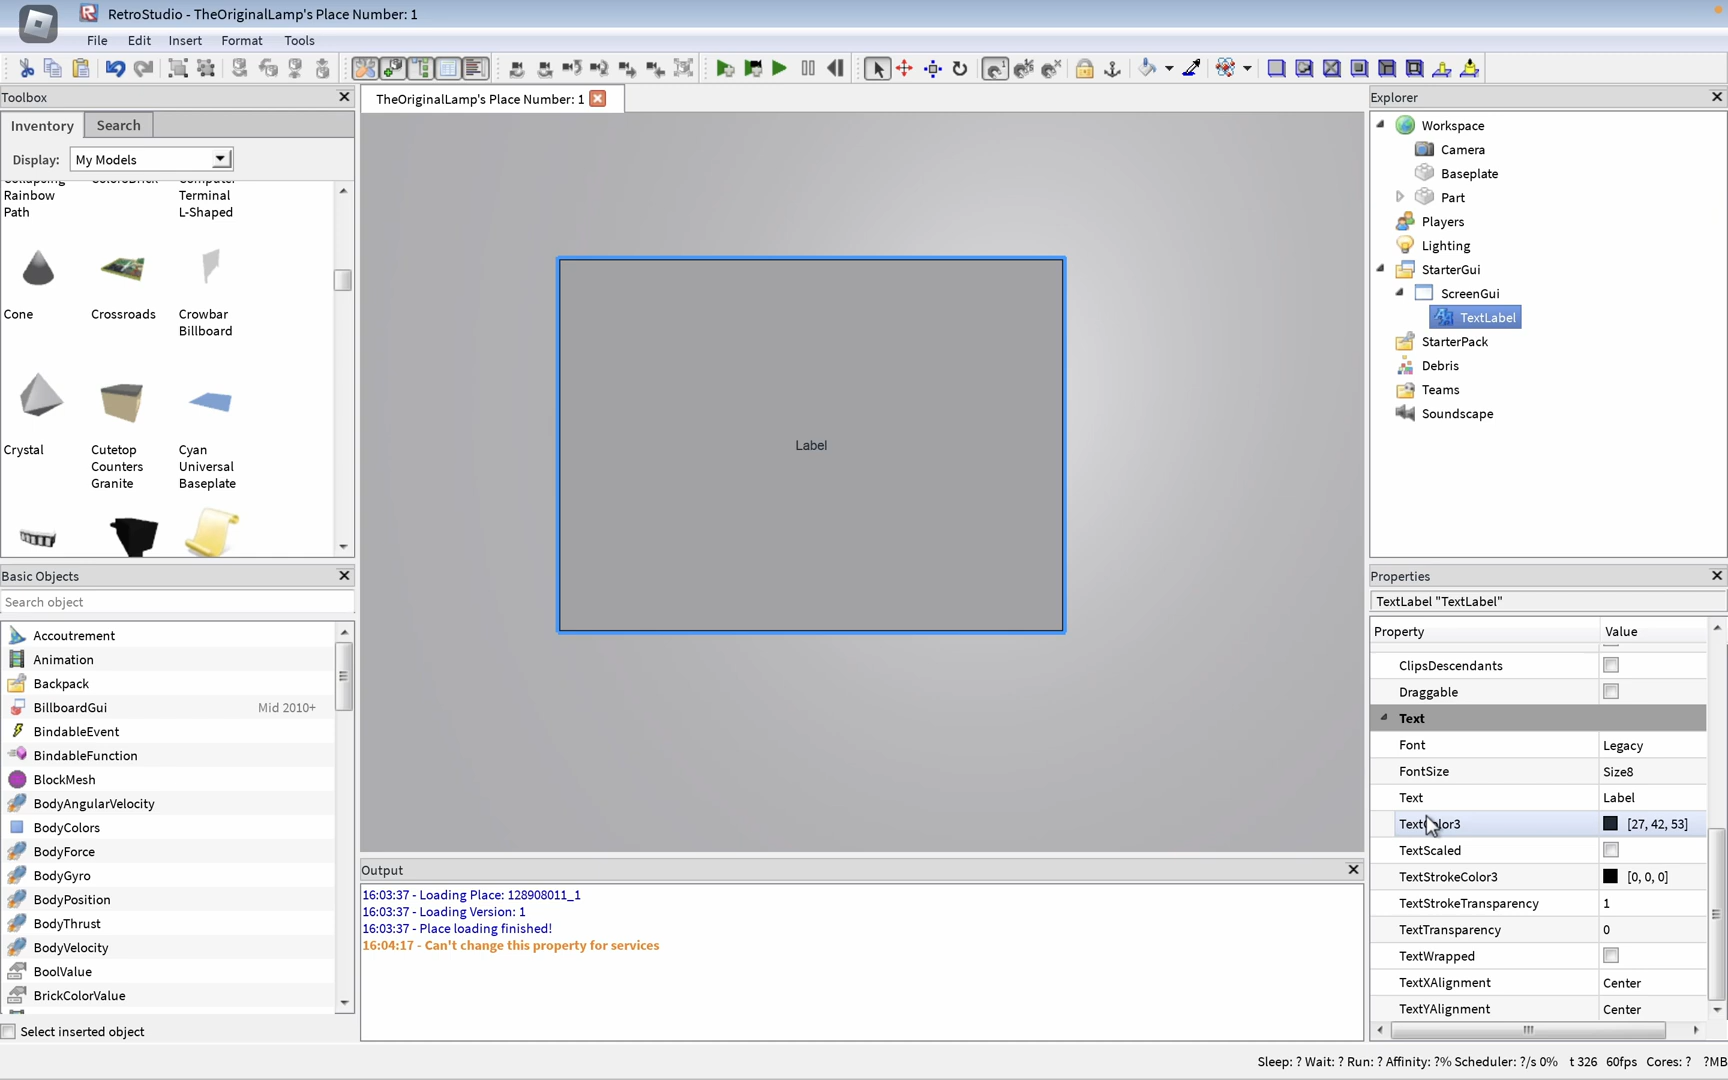 RetroStudio - TheOriginalLamp's Place Number: 1
File Edit Insert Format Tools
Toolbox
Inventory Search
Display: My Models
Rainbow
Path
Terminal
L-Shaped
Cone
Crossroads
Crowbar
Billboard
Crystal
Cutetop
Counters
Granite
Cyan
Universal
Baseplate
Basic Objects
Search object
Accoutrement
Animation
Backpack
BillboardGui Mid 2010+
BindableEvent
BindableFunction
BlockMesh
BodyAngularVelocity
BodyColors
BodyForce
BodyGyro
BodyPosition
BodyThrust
BodyVelocity
BoolValue
BrickColorValue
Select inserted object
TheOriginalLamp's Place Number: 1
Label
Output
16:03:37 - Loading Place: 128908011_1
16:03:37 - Loading Version: 1
16:03:37 - Place loading finished!
16:04:17 - Can't change this property for services
Explorer
Workspace
Camera
Baseplate
Part
Players
Lighting
StarterGui
ScreenGui
TextLabel
StarterPack
Debris
Teams
Soundscape
Properties
TextLabel "TextLabel"
Property Value
ClipsDescendants
Draggable
Text
Font Legacy
FontSize Size8
Text Label
TextColor3 [27, 42, 53]
TextScaled
TextStrokeColor3 [0, 0, 0]
TextStrokeTransparency 1
TextTransparency 0
TextWrapped
TextXAlignment Center
TextYAlignment Center
Sleep: ? Wait: ? Run: ? Affinity: ?% Scheduler: ?/s 0% t 326 60fps Cores: ? ?MB